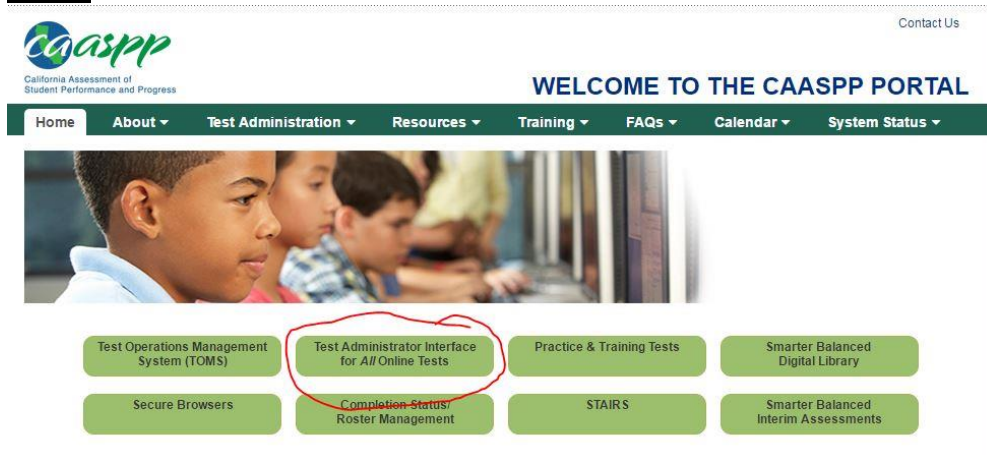 Contact Us
caaspp
California Assessment of
Student Performance and Progress
WELCOME TO THE CAASPP PORTAL
Home About Test Administration Resources Training FAQs Calendar System Status
Test Operations Management
System (TOMS)
Test Administrator Interface
for All Online Tests
Practice & Training Tests
Smarter Balanced
Digital Library
Secure Browsers
Completion Status/
Roster Management
STAIRS
Smarter Balanced
Interim Assessments